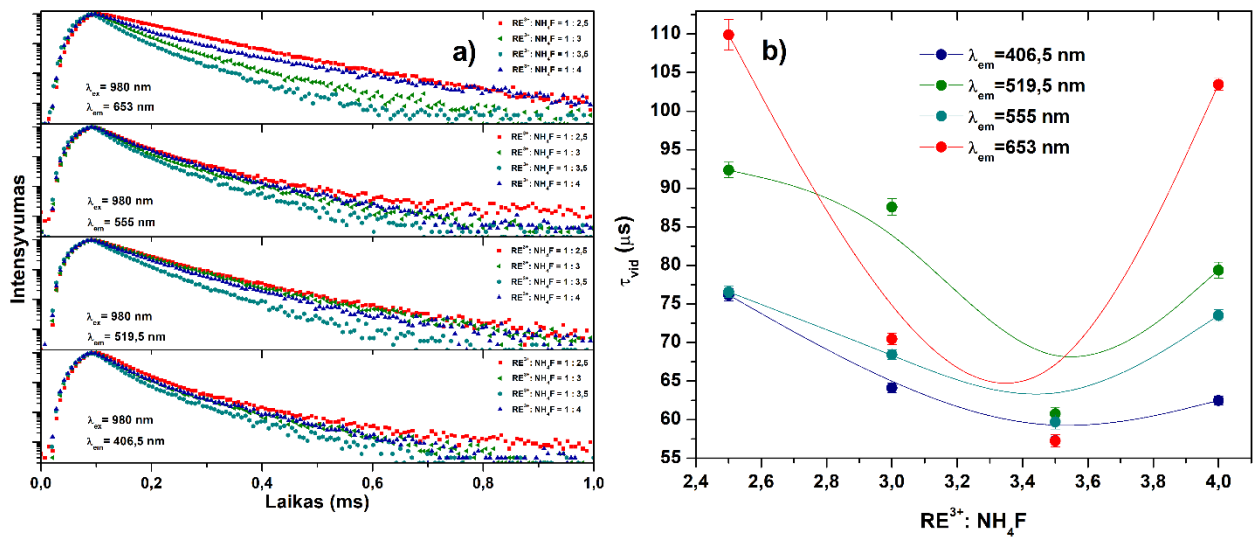 Intensyvumas
a)
RE³⁺: NH₄F = 1 : 2,5
RE³⁺: NH₄F = 1 : 3
RE³⁺: NH₄F = 1 : 3,5
RE³⁺: NH₄F = 1 : 4
λex= 980 nm
λem= 653 nm
RE³⁺: NH₄F = 1 : 2,5
RE³⁺: NH₄F = 1 : 3
RE³⁺: NH₄F = 1 : 3,5
RE³⁺: NH₄F = 1 : 4
λex= 980 nm
λem= 555 nm
RE³⁺: NH₄F = 1 : 2,5
RE³⁺: NH₄F = 1 : 3
RE³⁺: NH₄F = 1 : 3,5
RE³⁺: NH₄F = 1 : 4
λex= 980 nm
λem= 519,5 nm
RE³⁺: NH₄F = 1 : 2,5
RE³⁺: NH₄F = 1 : 3
RE³⁺: NH₄F = 1 : 3,5
RE³⁺: NH₄F = 1 : 4
λex= 980 nm
λem= 406,5 nm
0,0 0,2 0,4 0,6 0,8 1,0
Laikas (ms)
b)
λem=406,5 nm
λem=519,5 nm
λem=555 nm
λem=653 nm
τvid (μs)
110
105
100
95
90
85
80
75
70
65
60
55
2,4 2,6 2,8 3,0 3,2 3,4 3,6 3,8 4,0
RE³⁺: NH₄F